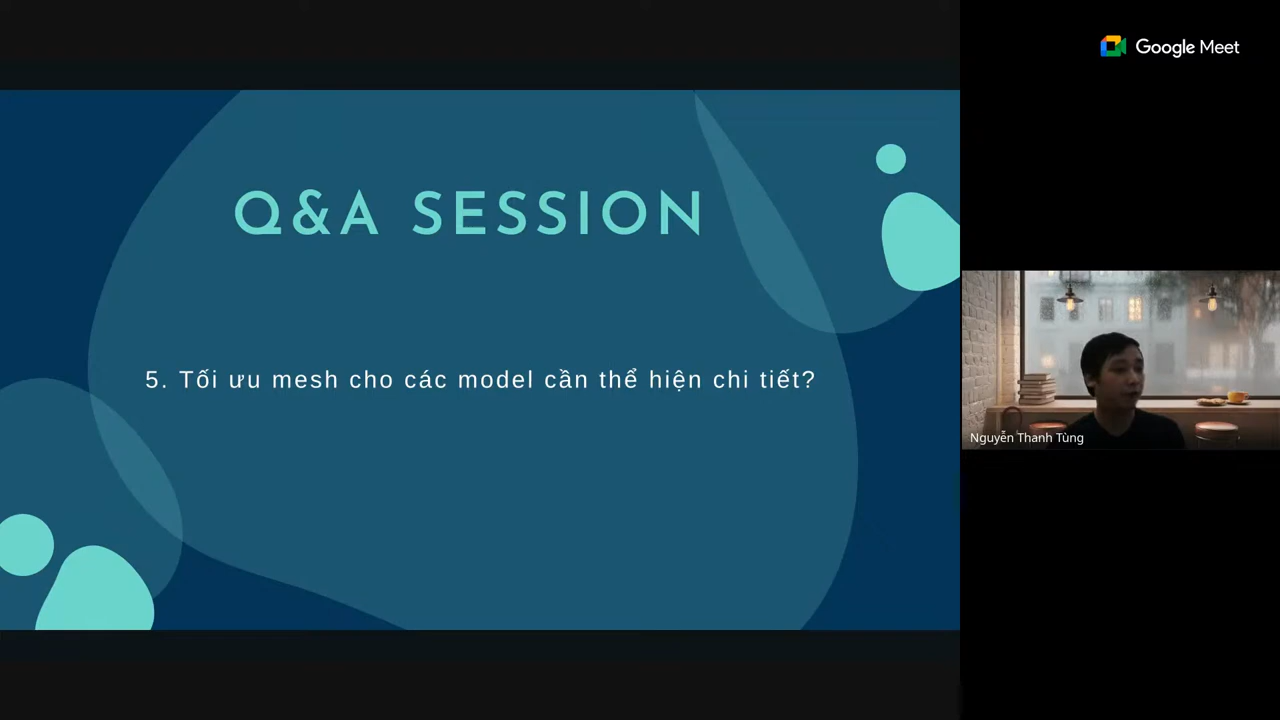 Google Meet
Q&A SESSION
5. Tối ưu mesh cho các model cần thể hiện chi tiết?
Nguyễn Thanh Tùng